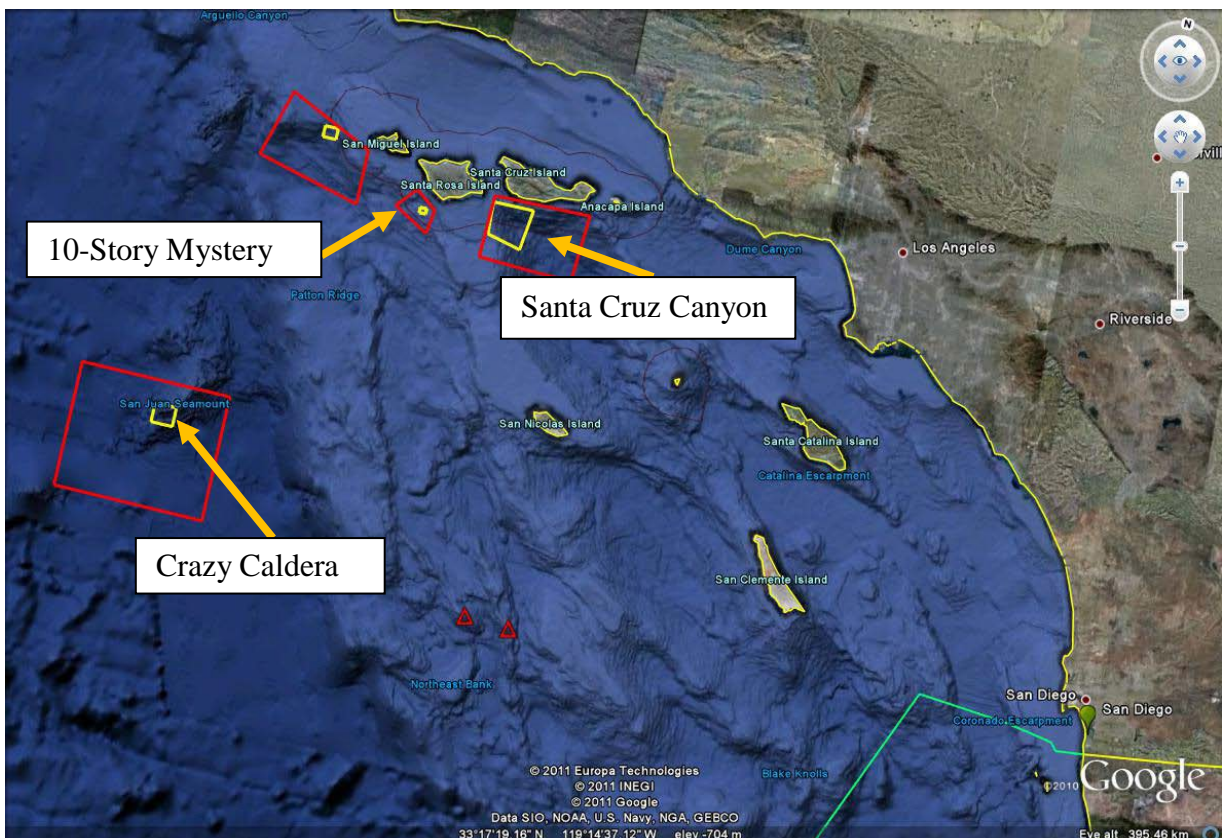 Arguello Canyon
N
San Miguel Island
Santa Cruz Island
Santa Rosa Island
Anacapa Island
10-Story Mystery
Dume Canyon
Los Angeles
Patton Ridge
Santa Cruz Canyon
Riverside
San Juan Seamount
San Nicolas Island
Santa Catalina Island
Catalina Escarpment
Crazy Caldera
San Clemente Island
Northeast Bank
San Diego
San Diego
Coronado Escarpment
Blake Knolls
© 2011 Europa Technologies
© 2011 INEGI
© 2011 Google
Data SIO, NOAA, U.S. Navy, NGA, GEBCO
©2010 Google
33°17'19.16" N 119°14'37.12" W elev -704 m
Eye alt 395.46 km